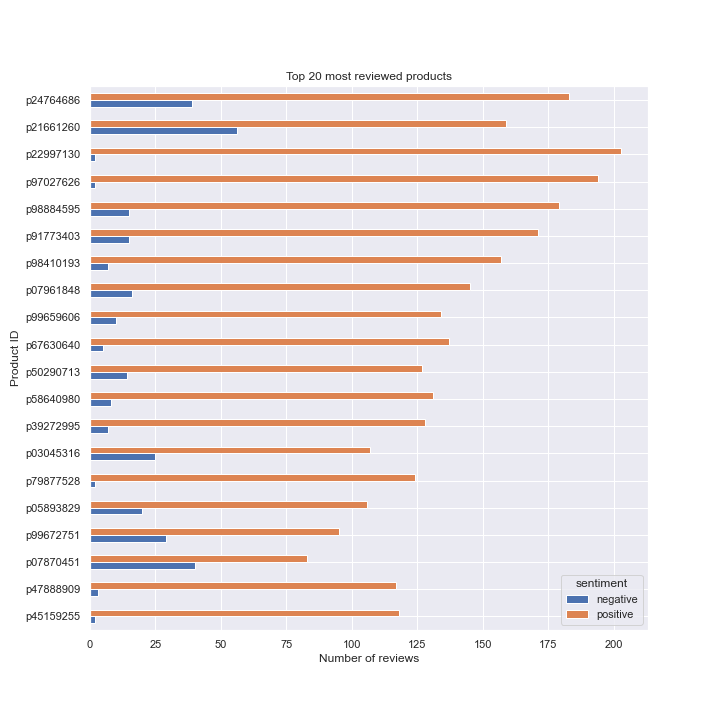 Top 20 most reviewed products
Product ID
p24764686
p21661260
p22997130
p97027626
p98884595
p91773403
p98410193
p07961848
p99659606
p67630640
p50290713
p58640980
p39272995
p03045316
p79877528
p05893829
p99672751
p07870451
p47888909
p45159255
sentiment
negative
positive
0 25 50 75 100 125 150 175 200
Number of reviews